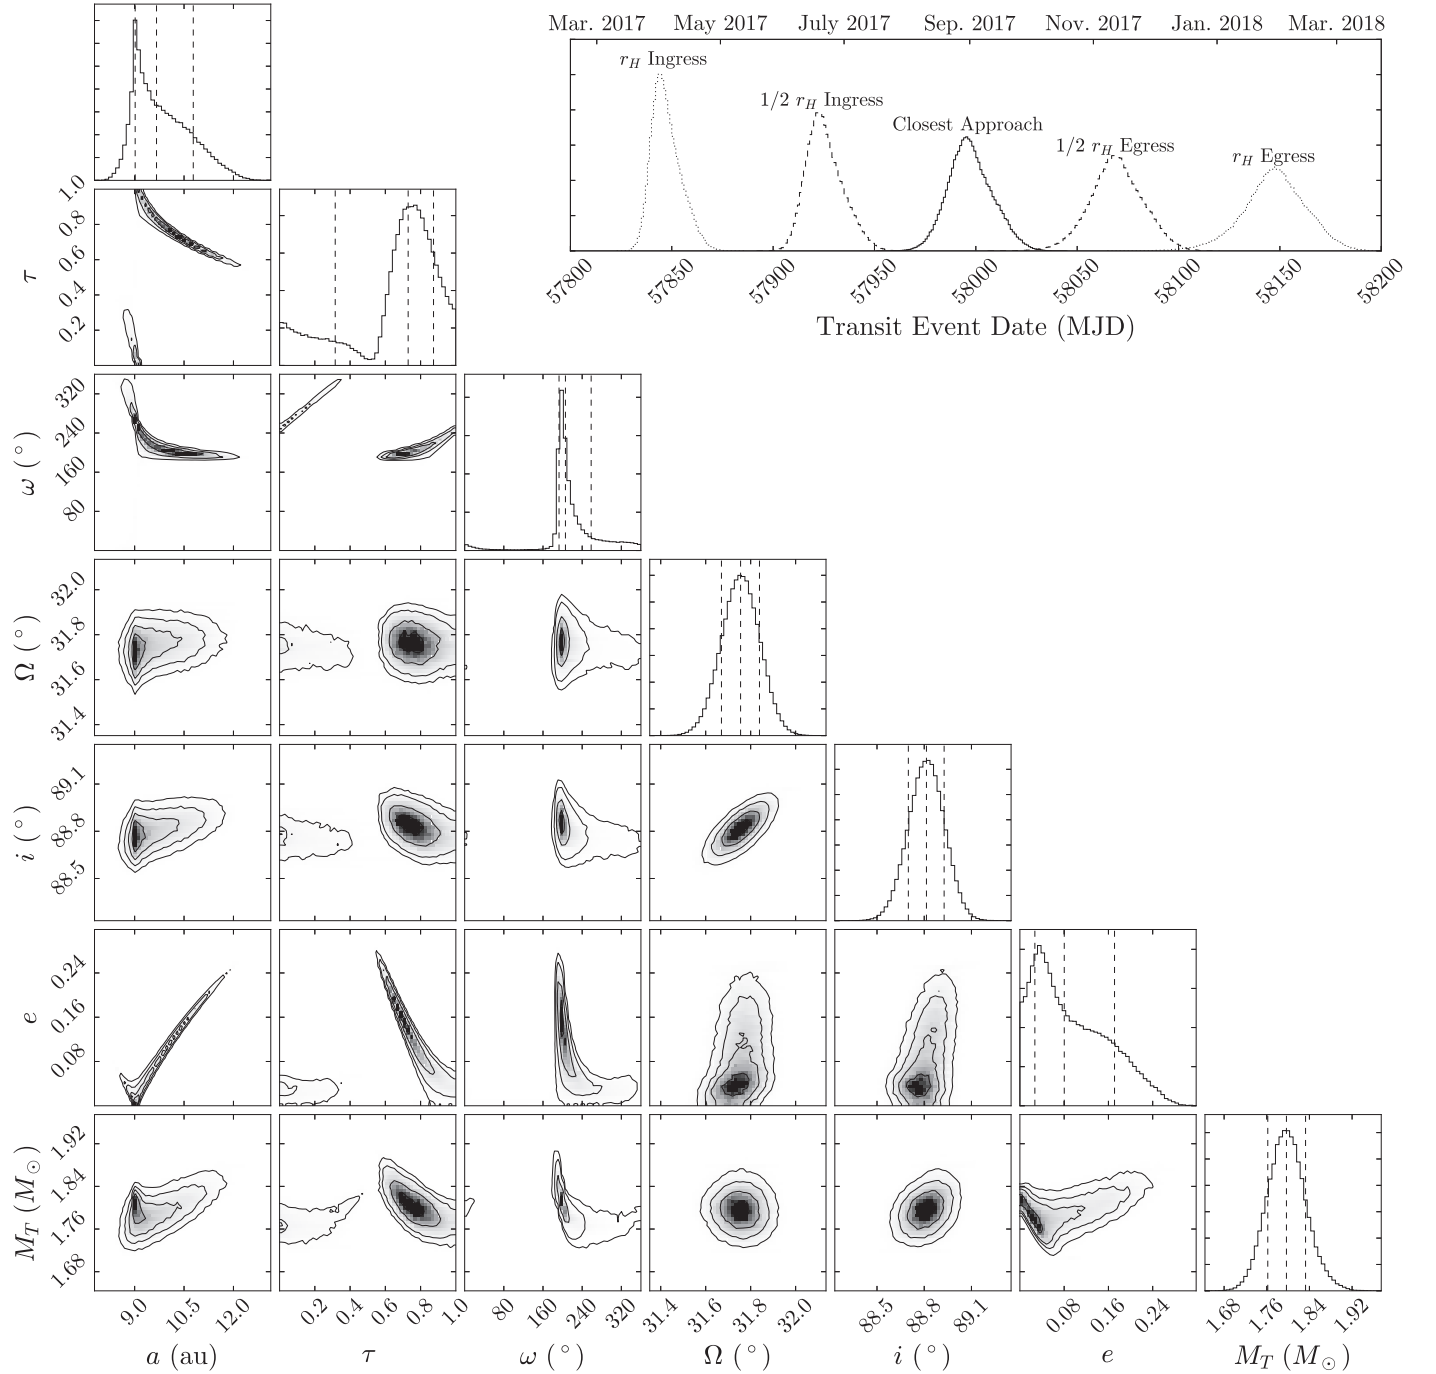 Mar. 2017 May. 2017 July. 2017 Sep. 2017 Nov. 2017 Jan. 2018 Mar. 2018
r_H Ingress
1/2 r_H Ingress
Closest Approach
1/2 r_H Egress
r_H Egress
57800 57850 57900 57950 58000 58050 58100 58150 58200
Transit Event Date (MJD)
1.0
0.8
0.6
0.4
0.2
τ
320
240
160
80
ω (°)
32.0
31.8
31.6
31.4
Ω (°)
89.1
88.8
88.5
i (°)
0.24
0.16
0.08
e
1.92
1.84
1.76
1.68
M_T (M_⊙)
9.0 10.5 12.0 0.2 0.4 0.6 0.8 1.0 80 160 240 320 31.4 31.6 31.8 32.0 88.5 88.8 89.1 0.08 0.16 0.24 1.68 1.76 1.84 1.92
a (au) τ ω (°) Ω (°) i (°) e M_T (M_⊙)